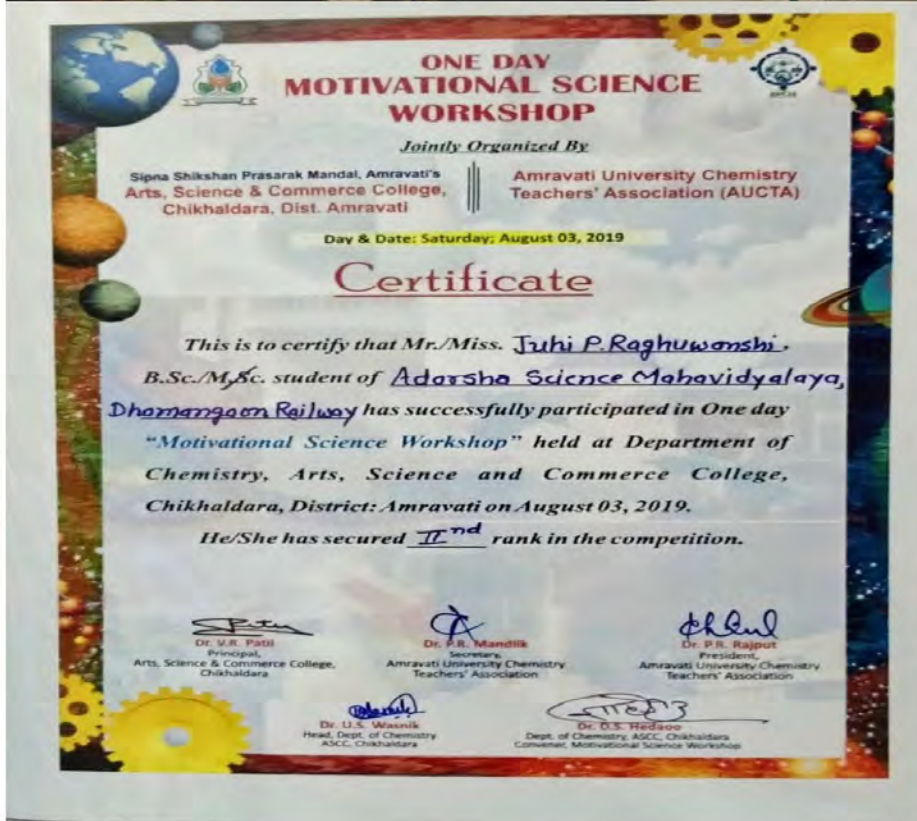 ONE DAY
MOTIVATIONAL SCIENCE
WORKSHOP
Jointly Organized By
Sipna Shikshan Prasarak Mandal, Amravati's
Arts, Science & Commerce College,
Chikhaldara, Dist. Amravati
Amravati University Chemistry
Teachers' Association (AUCTA)
Day & Date: Saturday; August 03, 2019
Certificate
This is to certify that Mr./Miss. Juhi P. Raghuwanshi.
B.Sc./M.Sc. student of Adarsha Science Mahavidyalaya,
Dhamangaon Railway has successfully participated in One day
"Motivational Science Workshop" held at Department of
Chemistry, Arts, Science and Commerce College,
Chikhaldara, District: Amravati on August 03, 2019.
He/She has secured IInd rank in the competition.
Dr. V.R. Patil
Principal,
Arts, Science & Commerce College,
Chikhaldara
Dr. P.R. Mandlik
Secretary,
Amravati University Chemistry
Teachers' Association
Dr. P.R. Rajput
President,
Amravati University Chemistry
Teachers' Association
Dr. U.S. Wasnik
Head, Dept. of Chemistry
ASCC, Chikhaldara
Dr. D.S. Hedaoo
Dept. of Chemistry, ASCC, Chikhaldara
Convener, Motivational Science Workshop